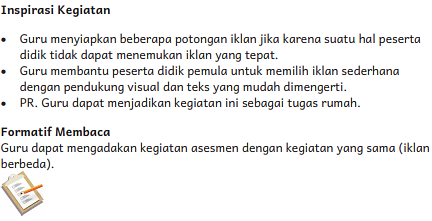 Inspirasi Kegiatan
• Guru menyiapkan beberapa potongan iklan jika karena suatu hal peserta
didik tidak dapat menemukan iklan yang tepat.
• Guru membantu peserta didik pemula untuk memilih iklan sederhana
dengan pendukung visual dan teks yang mudah dimengerti.
• PR. Guru dapat menjadikan kegiatan ini sebagai tugas rumah.
Formatif Membaca
Guru dapat mengadakan kegiatan asesmen dengan kegiatan yang sama (iklan
berbeda).